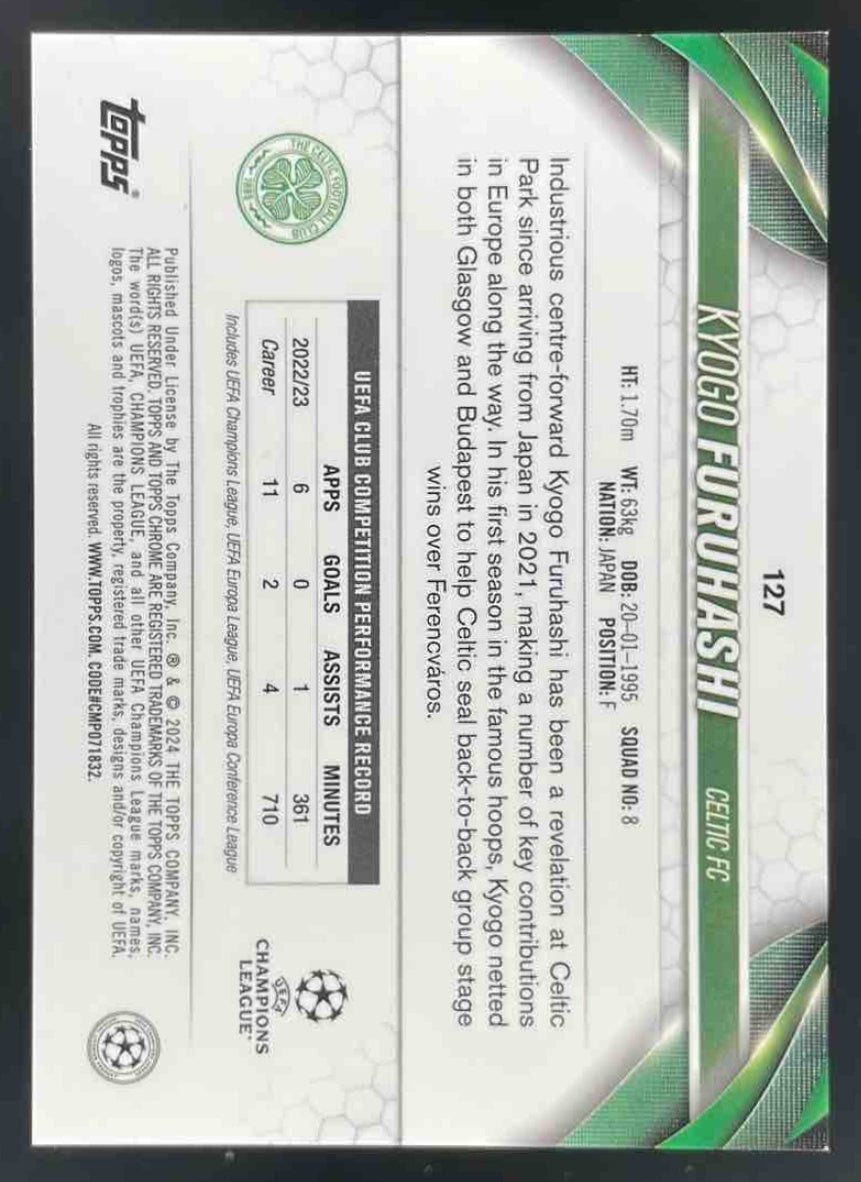 127
KYOGO FURUHASHI CELTIC FC
HT: 1.70m WT: 63kg DOB: 20-01-1995 SQUAD NO: 8
NATION: JAPAN POSITION: F
Industrious centre-forward Kyogo Furuhashi has been a revelation at Celtic
Park since arriving from Japan in 2021, making a number of key contributions
in Europe along the way. In his first season in the famous hoops, Kyogo netted
in both Glasgow and Budapest to help Celtic seal back-to-back group stage
wins over Ferencváros.
THE CELTIC FOOTBALL CLUB
1888
UEFA CLUB COMPETITION PERFORMANCE RECORD
APPS GOALS ASSISTS MINUTES
2022/23 6 0 1 361
Career 11 2 4 710
Includes UEFA Champions League, UEFA Europa League, UEFA Europa Conference League
UEFA
CHAMPIONS
LEAGUE®
topps®
Published Under License by The Topps Company, Inc. ® & © 2024 THE TOPPS COMPANY, INC.
ALL RIGHTS RESERVED. TOPPS AND TOPPS CHROME ARE REGISTERED TRADEMARKS OF THE TOPPS COMPANY, INC.
The word(s) UEFA, CHAMPIONS LEAGUE, and all other UEFA Champions League marks, names,
logos, mascots and trophies are the property, registered trade marks, designs and/or copyright of UEFA.
All rights reserved. WWW.TOPPS.COM. CODE#CMP071832.